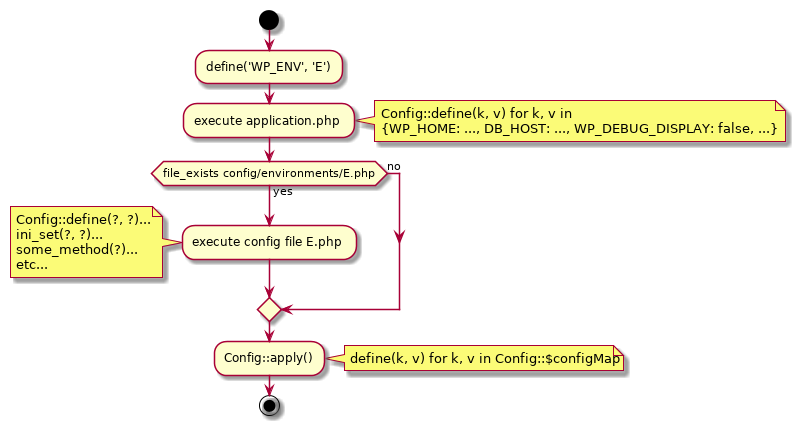 define('WP_ENV', 'E')
execute application.php
Config::define(k, v) for k, v in
{WP_HOME: ..., DB_HOST: ..., WP_DEBUG_DISPLAY: false, ...}
file_exists config/environments/E.php
no
yes
Config::define(?, ?)...
ini_set(?, ?)...
some_method(?)...
etc...
execute config file E.php
Config::apply()
define(k, v) for k, v in Config::$configMap